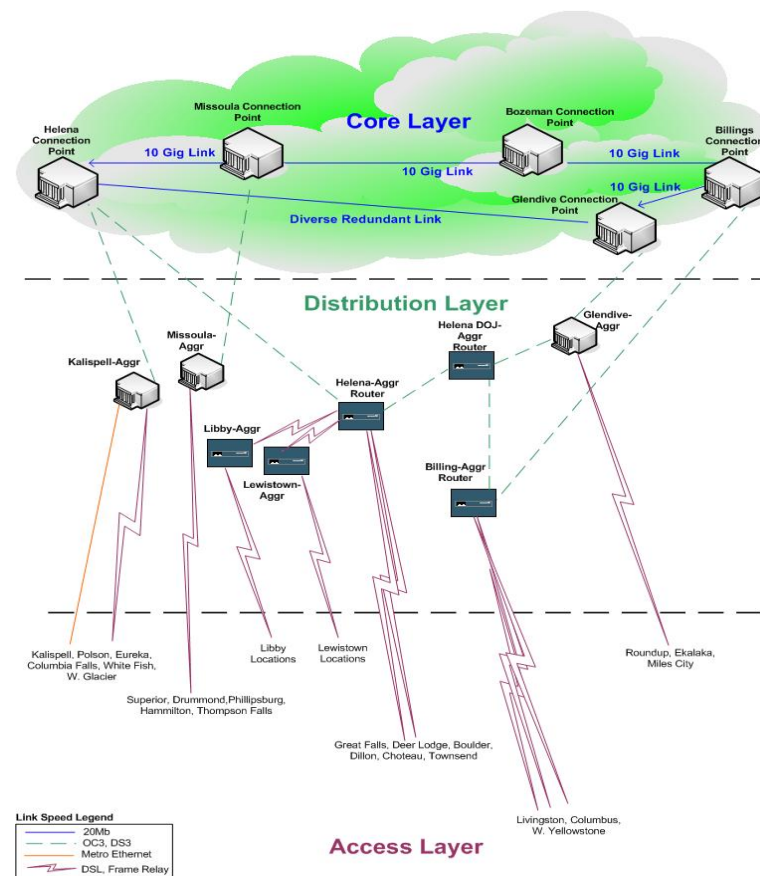 Missoula Connection
Point
Bozeman Connection
Point
Helena
Connection
Point
Core Layer
Billings
Connection
Point
10 Gig Link
10 Gig Link
10 Gig Link
10 Gig Link
Glendive Connection
Point
Diverse Redundant Link
Distribution Layer
Helena DOJ-
Aggr
Router
Glendive-
Aggr
Missoula-
Aggr
Kalispell-Aggr
Helena-Aggr
Router
Libby-Aggr
Lewistown-
Aggr
Billing-Aggr
Router
Kalispell, Polson, Eureka,
Columbia Falls, White Fish,
W. Glacier
Libby
Locations
Lewistown
Locations
Roundup, Ekalaka,
Miles City
Superior, Drummond,Phillipsburg,
Hammilton, Thompson Falls
Great Falls, Deer Lodge, Boulder,
Dillon, Choteau, Townsend
Livingston, Columbus,
W. Yellowstone
Link Speed Legend
20Mb
OC3, DS3
Metro Ethernet
DSL, Frame Relay
Access Layer